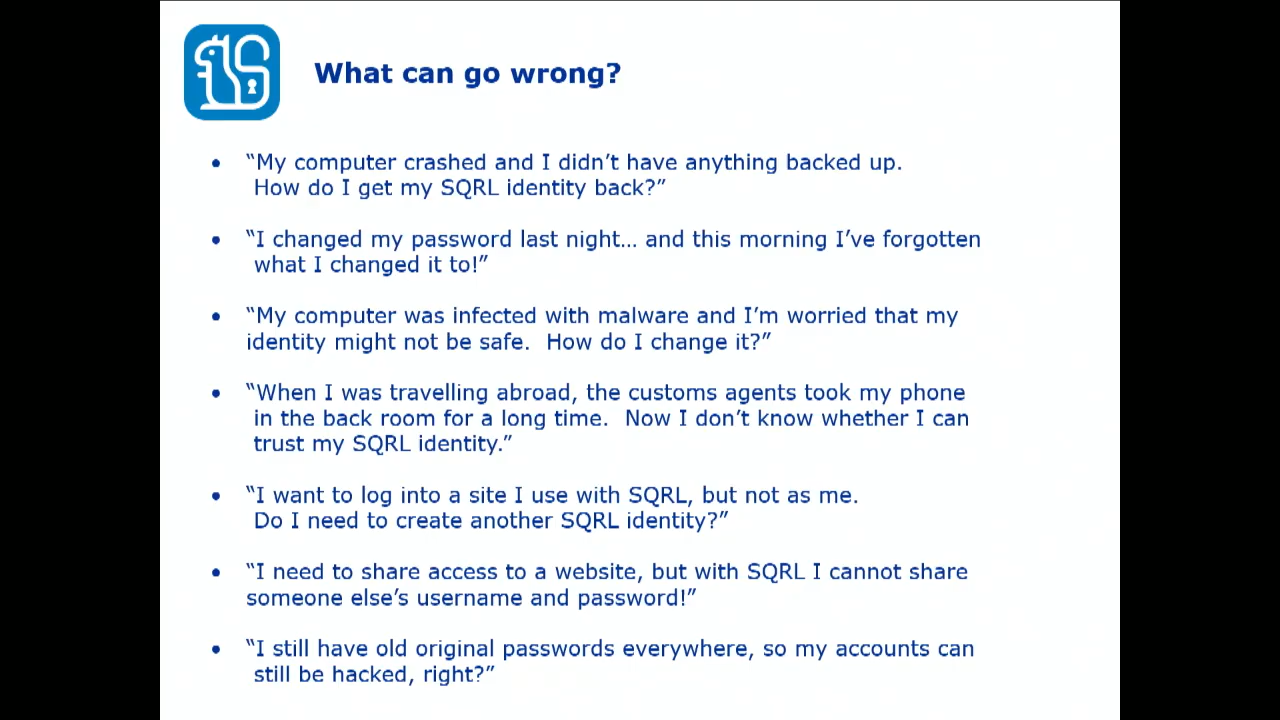 What can go wrong?
• “My computer crashed and I didn’t have anything backed up.
How do I get my SQRL identity back?”
• “I changed my password last night… and this morning I’ve forgotten
what I changed it to!”
• “My computer was infected with malware and I’m worried that my
identity might not be safe.  How do I change it?”
• “When I was travelling abroad, the customs agents took my phone
in the back room for a long time.  Now I don’t know whether I can
trust my SQRL identity.”
• “I want to log into a site I use with SQRL, but not as me.
Do I need to create another SQRL identity?”
• “I need to share access to a website, but with SQRL I cannot share
someone else’s username and password!”
• “I still have old original passwords everywhere, so my accounts can
still be hacked, right?”